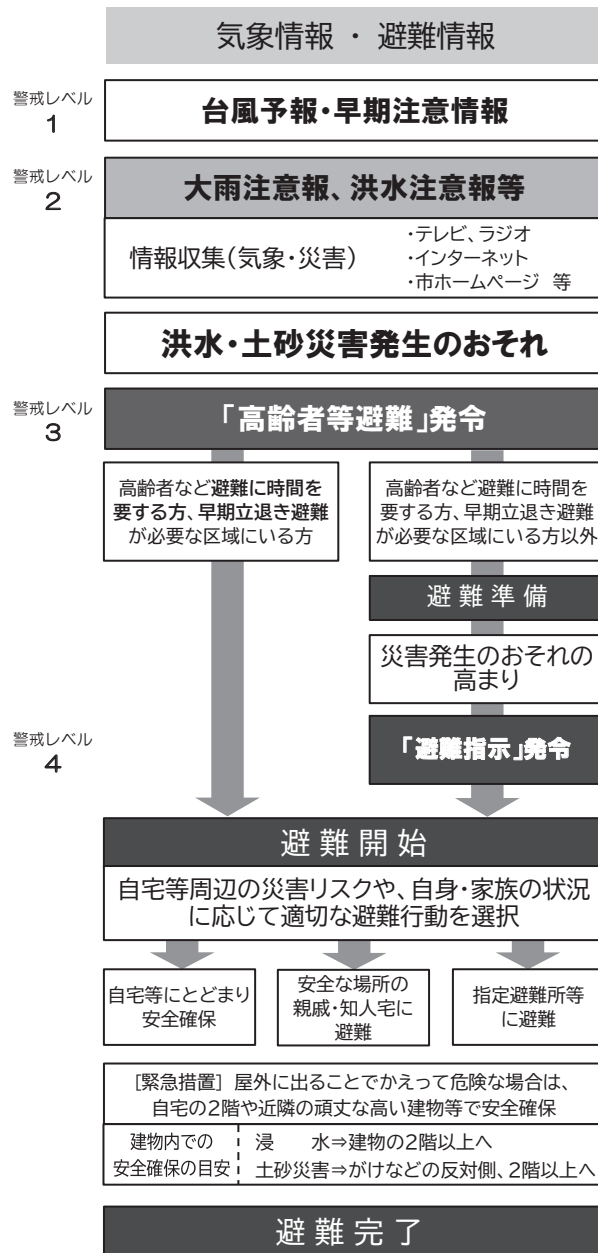 気象情報 ・ 避難情報
警戒レベル
1
台風予報・早期注意情報
警戒レベル
2
大雨注意報、洪水注意報等
情報収集(気象・災害)
・テレビ、ラジオ
・インターネット
・市ホームページ 等
洪水・土砂災害発生のおそれ
警戒レベル
3
「高齢者等避難」発令
高齢者など避難に時間を
要する方、早期立退き避難
が必要な区域にいる方
高齢者など避難に時間を
要する方、早期立退き避難
が必要な区域にいる方以外
避難準備
災害発生のおそれの
高まり
警戒レベル
4
「避難指示」発令
避難開始
自宅等周辺の災害リスクや、自身・家族の状況
に応じて適切な避難行動を選択
自宅等にとどまり
安全確保
安全な場所の
親戚・知人宅に
避難
指定避難所等
に避難
[緊急措置] 屋外に出ることでかえって危険な場合は、
自宅の2階や近隣の頑丈な高い建物等で安全確保
建物内での
安全確保の目安
浸 水⇒建物の2階以上へ
土砂災害⇒がけなどの反対側、2階以上へ
避難完了